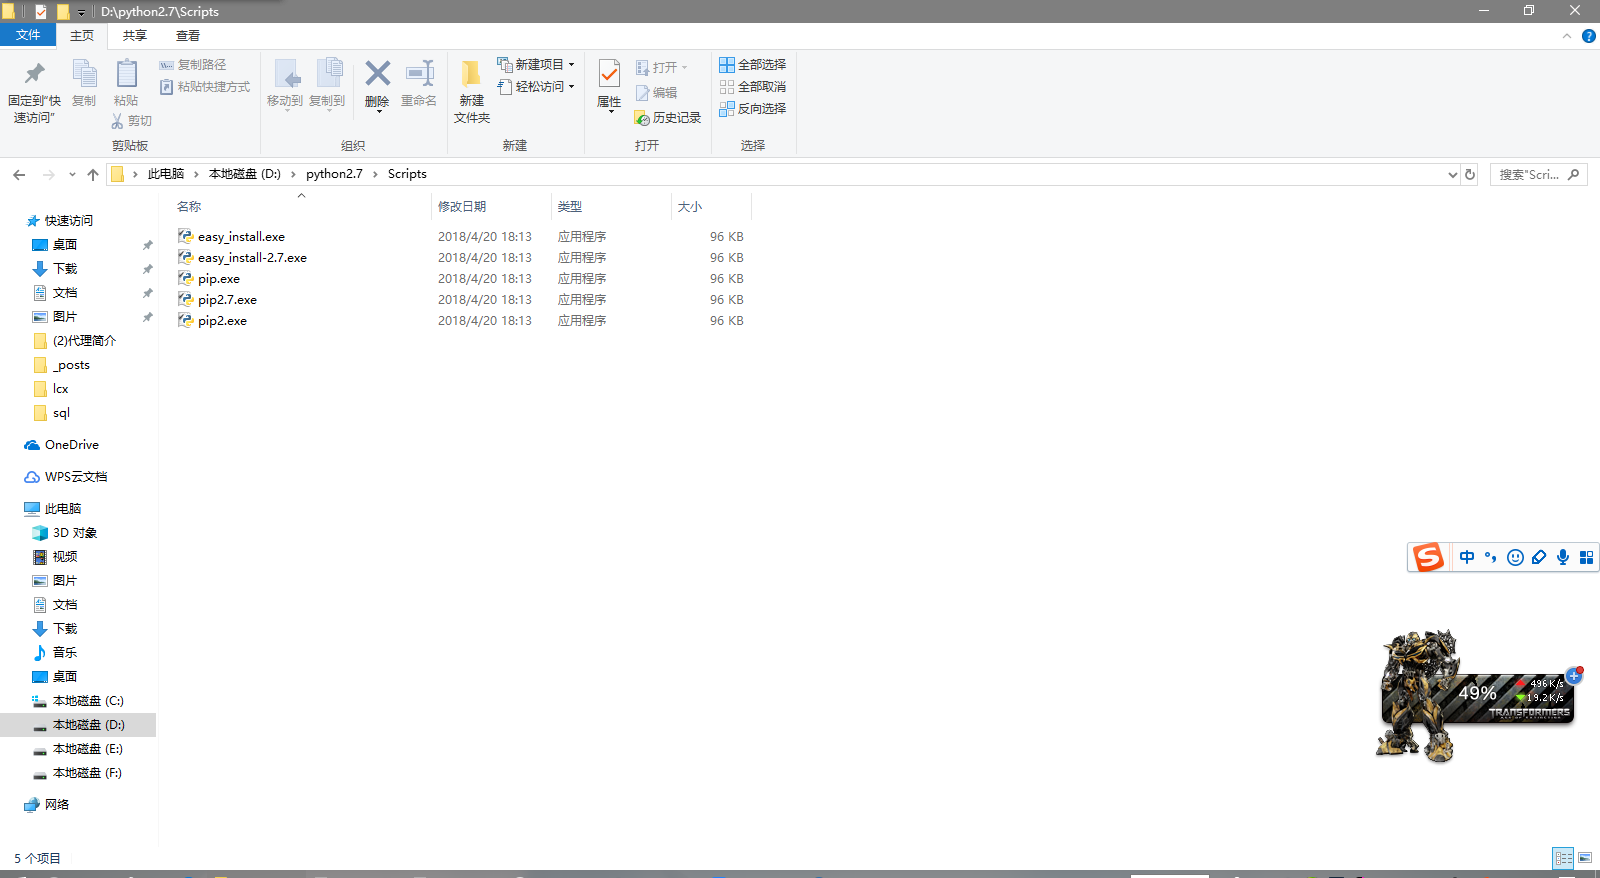 D:\python2.7\Scripts
文件 主页 共享 查看
固定到"快速访问" 复制 粘贴 复制路径 粘贴快捷方式 剪切
移动到 复制到 删除 重命名
新建文件夹 新建项目 轻松访问
属性 打开 编辑 历史记录
全部选择 全部取消 反向选择
剪贴板 组织 新建 打开 选择
此电脑 本地磁盘 (D:) python2.7 Scripts 搜索"Scri...
名称 修改日期 类型 大小
easy_install.exe 2018/4/20 18:13 应用程序 96 KB
easy_install-2.7.exe 2018/4/20 18:13 应用程序 96 KB
pip.exe 2018/4/20 18:13 应用程序 96 KB
pip2.7.exe 2018/4/20 18:13 应用程序 96 KB
pip2.exe 2018/4/20 18:13 应用程序 96 KB
快速访问
桌面
下载
文档
图片
(2)代理简介
_posts
lcx
sql
OneDrive
WPS云文档
此电脑
3D 对象
视频
图片
文档
下载
音乐
桌面
本地磁盘 (C:)
本地磁盘 (D:)
本地磁盘 (E:)
本地磁盘 (F:)
网络
S 中
49% 496K/s
19.2K/s
TRANSFORMERS
5 个项目